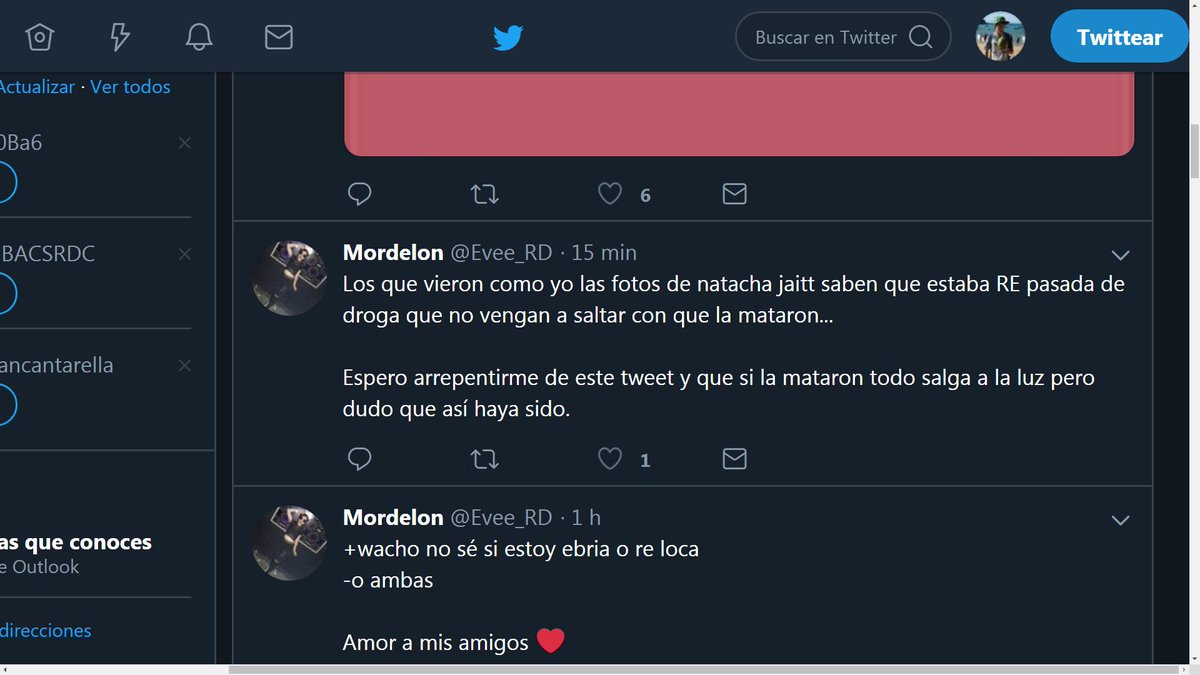 Buscar en Twitter
Twittear
Actualizar · Ver todos
0Ba6
BACSRDC
ancantarella
as que conoces
e Outlook
direcciones
6
Mordelon @Evee_RD · 15 min
Los que vieron como yo las fotos de natacha jaitt saben que estaba RE pasada de
droga que no vengan a saltar con que la mataron...
Espero arrepentirme de este tweet y que si la mataron todo salga a la luz pero
dudo que así haya sido.
1
Mordelon @Evee_RD · 1 h
+wacho no sé si estoy ebria o re loca
-o ambas
Amor a mis amigos ❤️